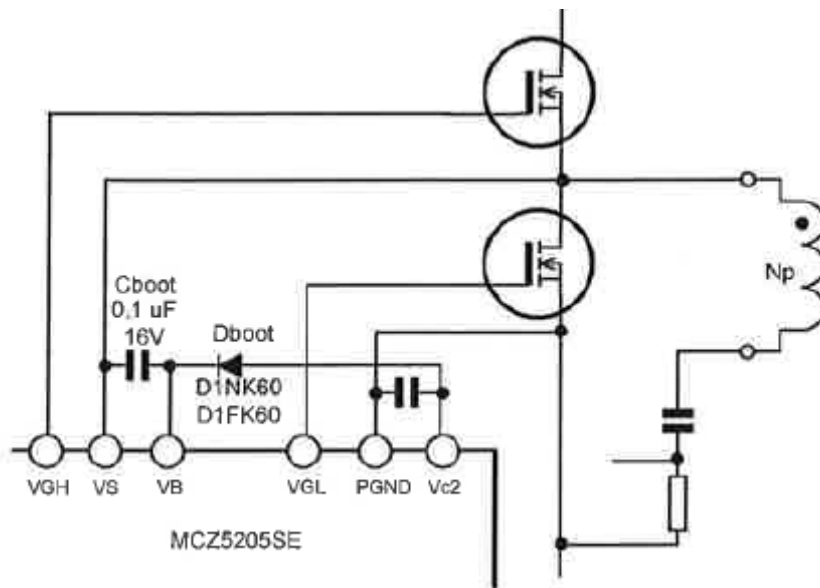 Np
Cboot
0,1 uF
16V
Dboot
D1NK60
D1FK60
VGH VS VB VGL PGND Vc2
MCZ5205SE